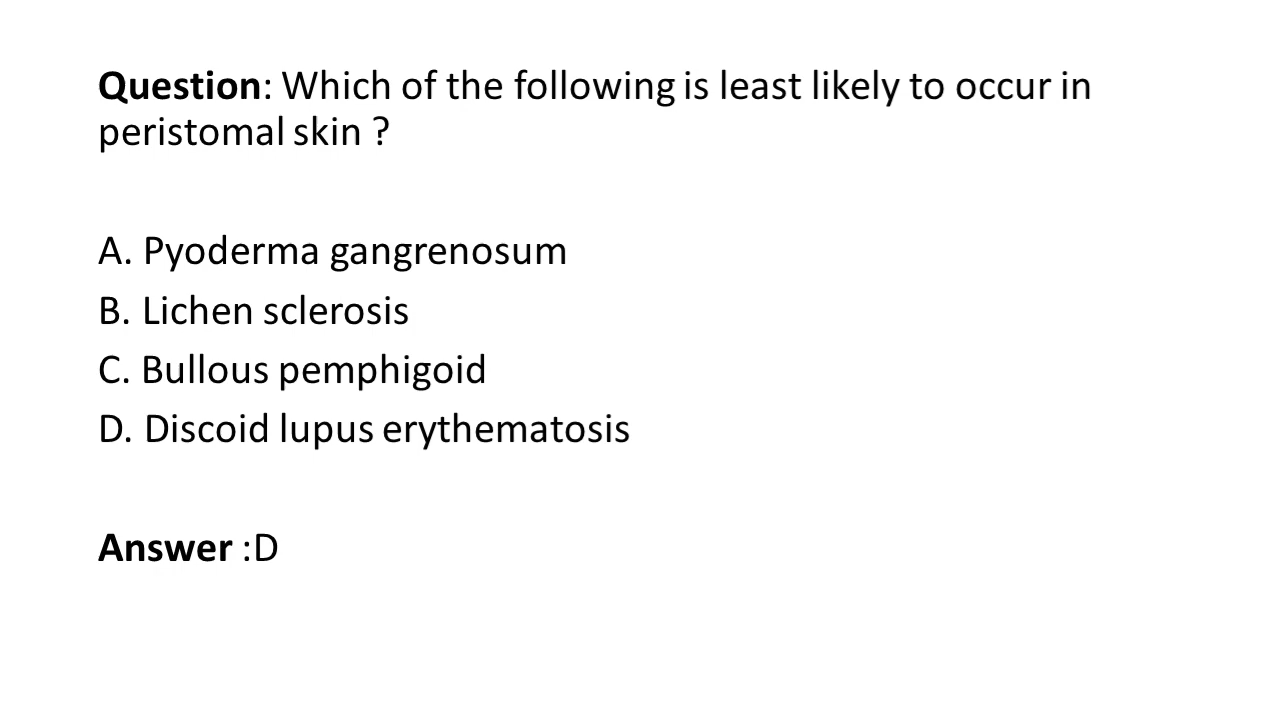 Question: Which of the following is least likely to occur in
peristomal skin ?
A. Pyoderma gangrenosum
B. Lichen sclerosis
C. Bullous pemphigoid
D. Discoid lupus erythematosis
Answer :D